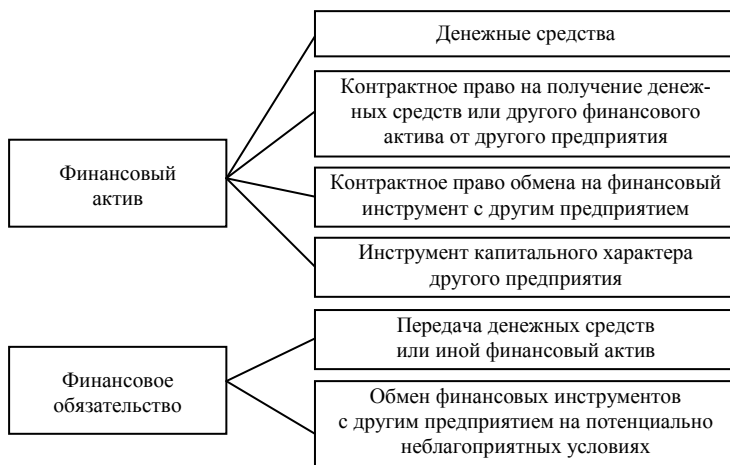 Финансовый
актив
Денежные средства
Контрактное право на получение денеж-
ных средств или другого финансового
актива от другого предприятия
Контрактное право обмена на финансовый
инструмент с другим предприятием
Инструмент капитального характера
другого предприятия
Финансовое
обязательство
Передача денежных средств
или иной финансовый актив
Обмен финансовых инструментов
с другим предприятием на потенциально
неблагоприятных условиях